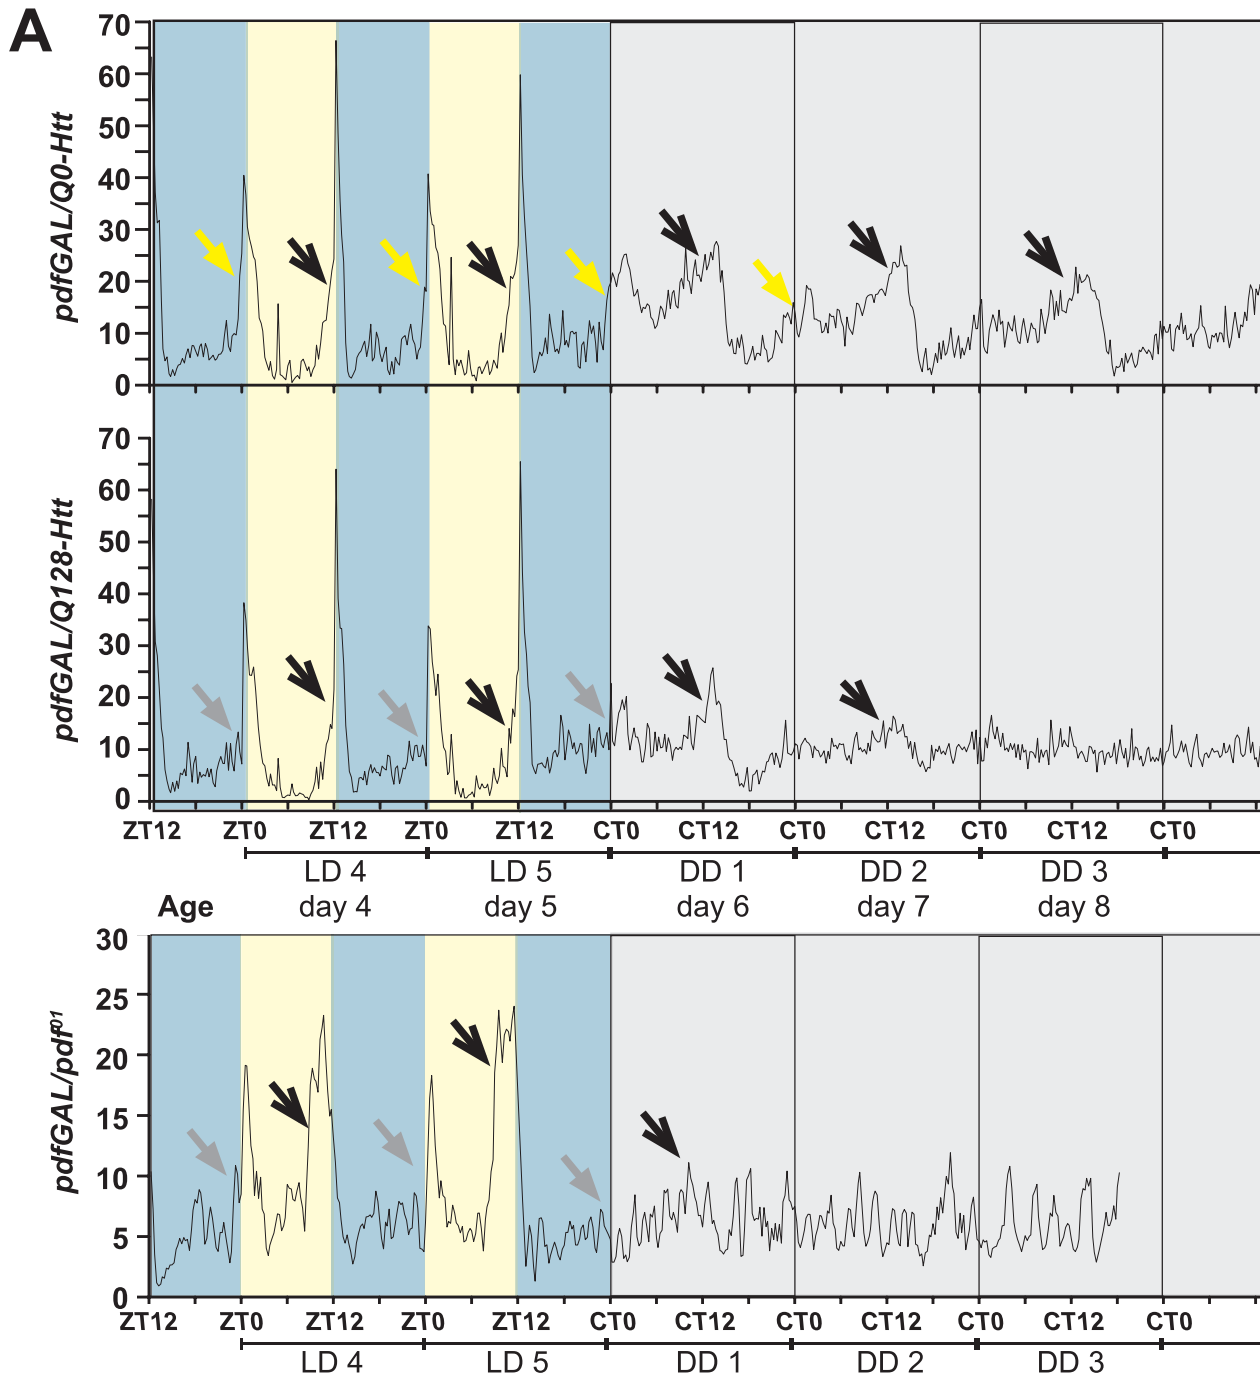 A
pdfGAL/Q0-Htt
70
60
50
40
30
20
10
0
pdfGAL/Q128-Htt
70
60
50
40
30
20
10
0
ZT12 ZT0 ZT12 ZT0 ZT12 CT0 CT12 CT0 CT12 CT0 CT12 CT0
LD 4 LD 5 DD 1 DD 2 DD 3
Age day 4 day 5 day 6 day 7 day 8
pdfGAL/pdf⁰¹
30
25
20
15
10
5
0
ZT12 ZT0 ZT12 ZT0 ZT12 CT0 CT12 CT0 CT12 CT0 CT12 CT0
LD 4 LD 5 DD 1 DD 2 DD 3